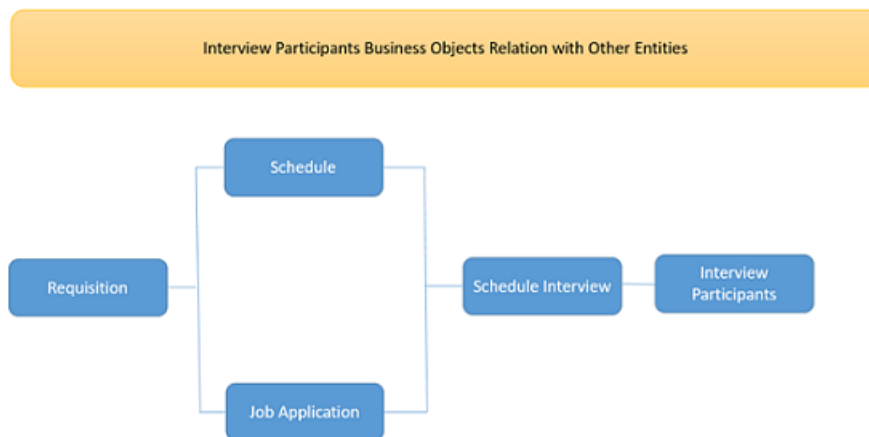 Interview Participants Business Objects Relation with Other Entities
Schedule
Requisition
Schedule Interview
Interview
Participants
Job Application